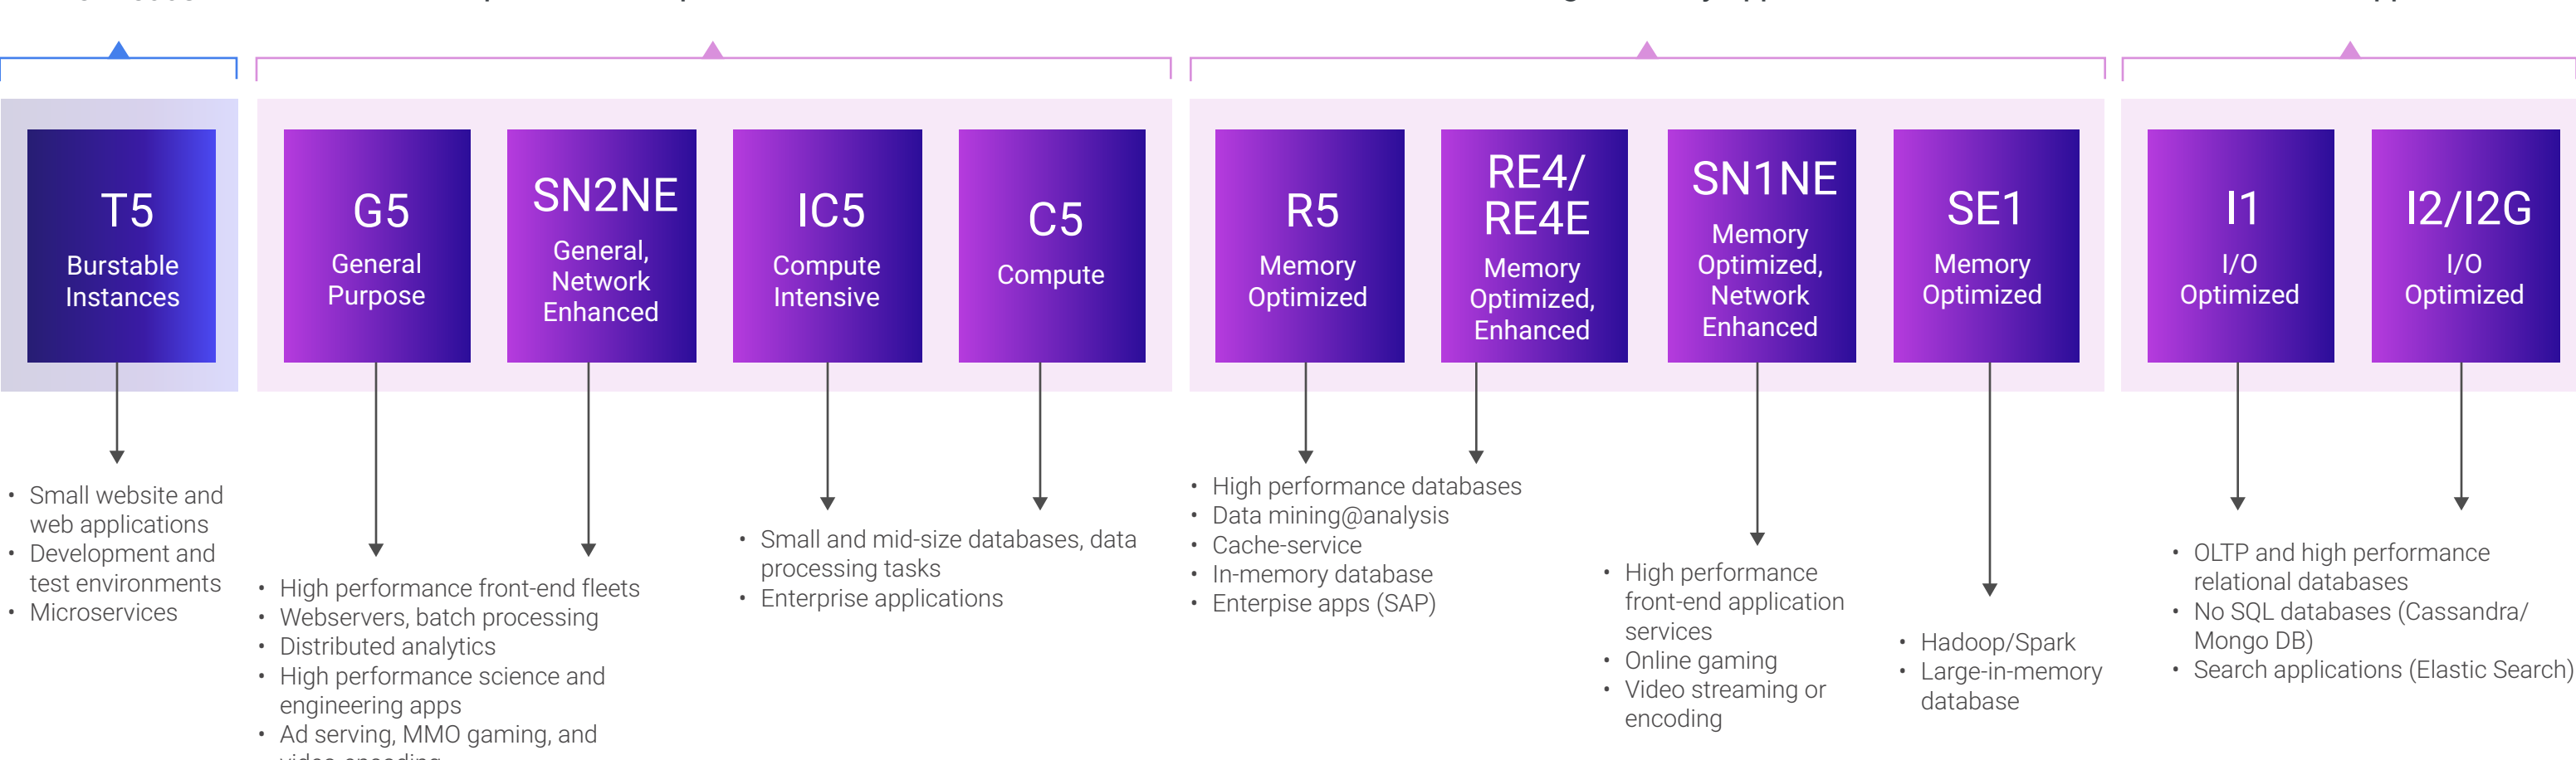 T5
Burstable
Instances
G5
General
Purpose
SN2NE
General,
Network
Enhanced
IC5
Compute
Intensive
C5
Compute
R5
Memory
Optimized
RE4/
RE4E
Memory
Optimized,
Enhanced
SN1NE
Memory
Optimized,
Network
Enhanced
SE1
Memory
Optimized
I1
I/O
Optimized
I2/I2G
I/O
Optimized
• Small website and
web applications
• Development and
test environments
• Microservices
• High performance front-end fleets
• Webservers, batch processing
• Distributed analytics
• High performance science and
engineering apps
• Ad serving, MMO gaming, and
video-encoding
• Small and mid-size databases, data
processing tasks
• Enterprise applications
• High performance databases
• Data mining@analysis
• Cache-service
• In-memory database
• Enterpise apps (SAP)
• High performance
front-end application
services
• Online gaming
• Video streaming or
encoding
• Hadoop/Spark
• Large-in-memory
database
• OLTP and high performance
relational databases
• No SQL databases (Cassandra/
Mongo DB)
• Search applications (Elastic Search)